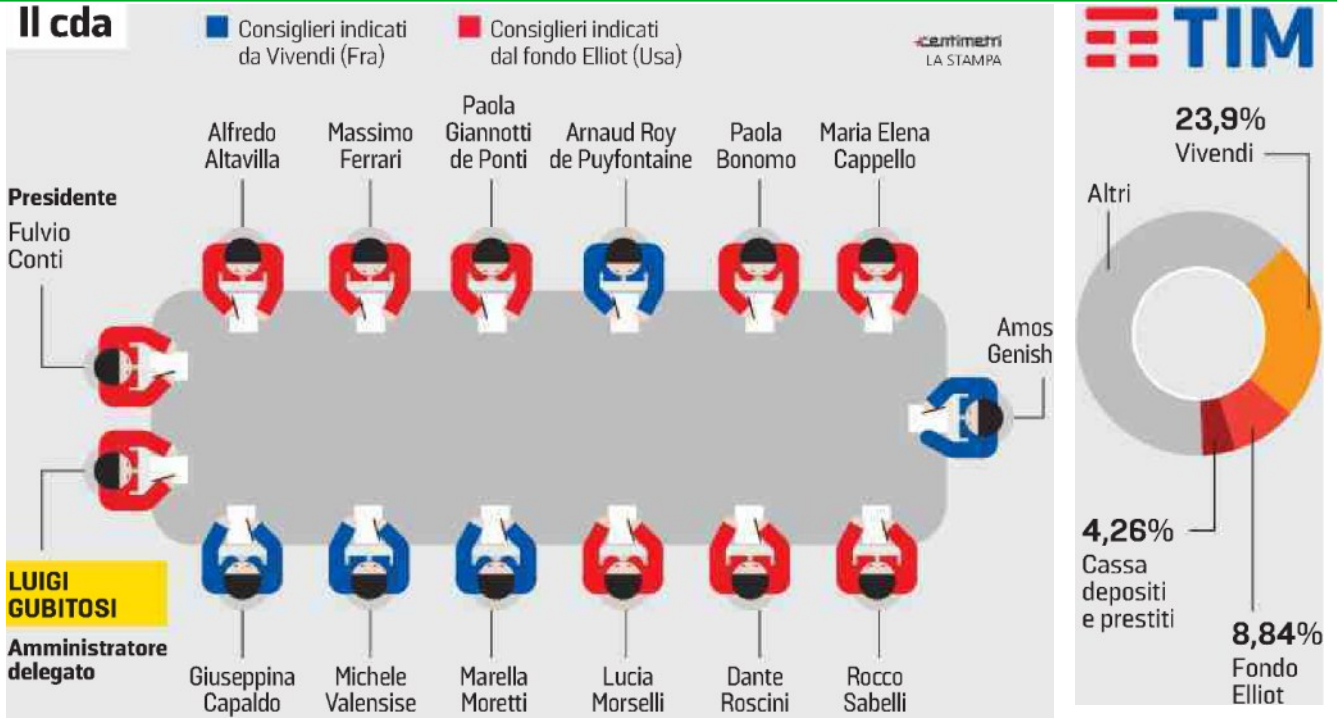 Il cda
Consiglieri indicati
da Vivendi (Fra)
Consiglieri indicati
dal fondo Elliot (Usa)
centimetri
LA STAMPA
Alfredo
Altavilla
Massimo
Ferrari
Paola
Giannotti
de Ponti
Arnaud Roy
de Puyfontaine
Paola
Bonomo
Maria Elena
Cappello
Presidente
Fulvio
Conti
Amos
Genish
LUIGI
GUBITOSI
Amministratore
delegato
Giuseppina
Capaldo
Michele
Valensise
Marella
Moretti
Lucia
Morselli
Dante
Roscini
Rocco
Sabelli
TIM
23,9%
Vivendi
Altri
4,26%
Cassa
depositi
e prestiti
8,84%
Fondo
Elliot